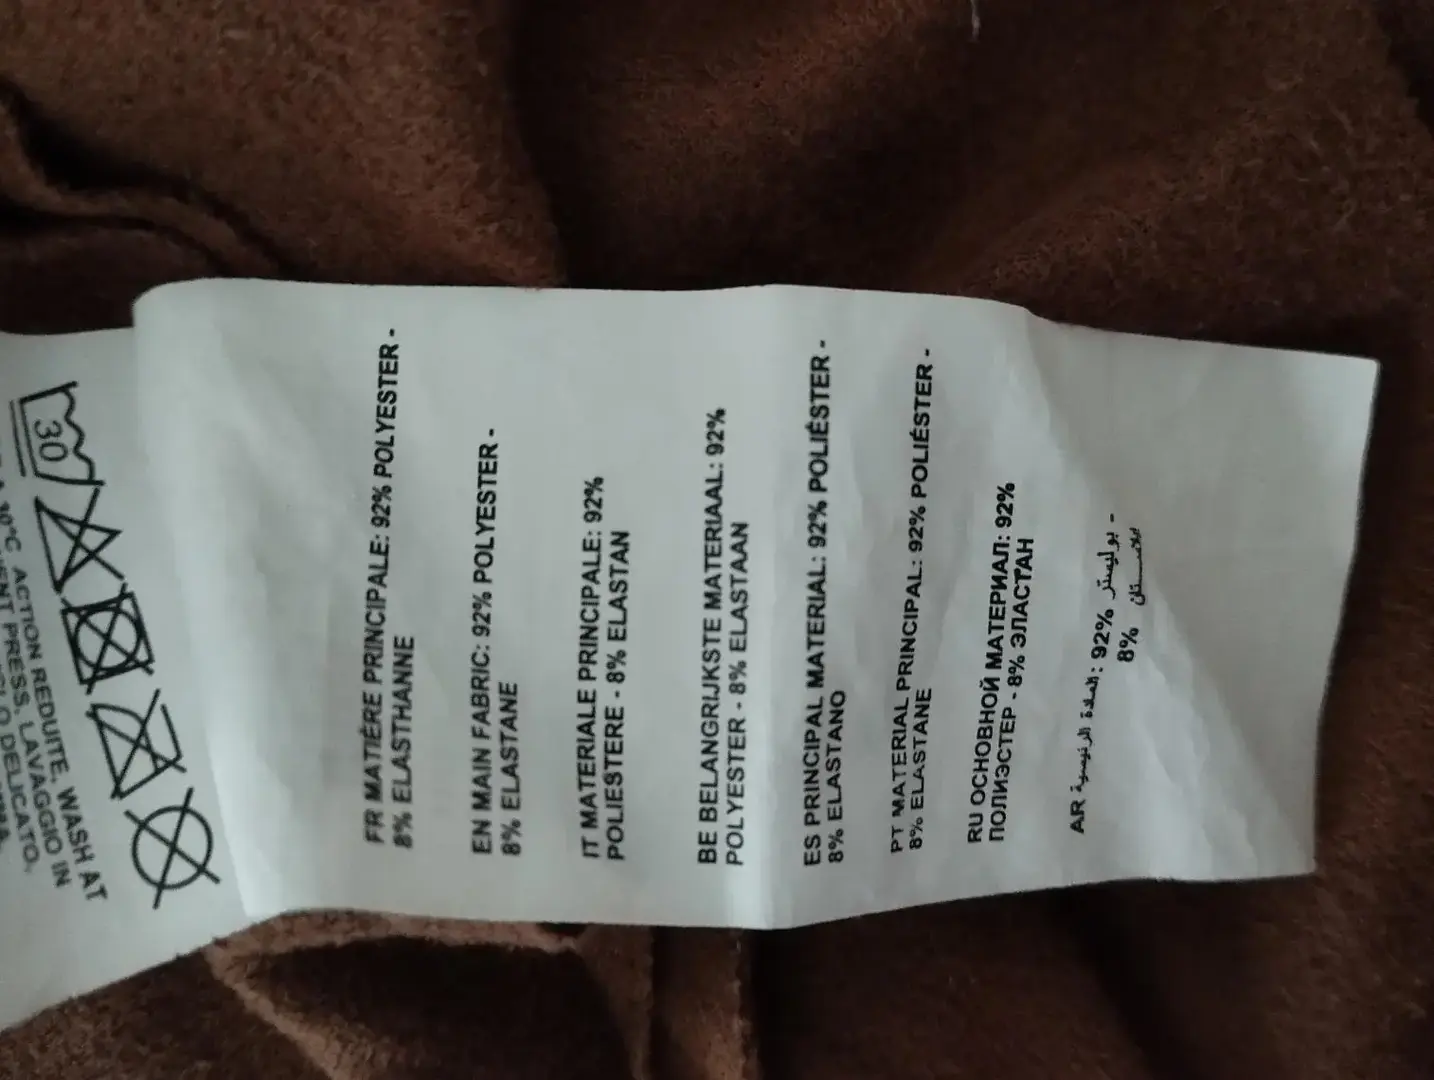 30
30°C ACTION REDUITE. WASH AT
PRESS. LAVAGGIO IN
DELICATO.
FR MATIÈRE PRINCIPALE: 92% POLYESTER -
8% ELASTHANNE
EN MAIN FABRIC: 92% POLYESTER -
8% ELASTANE
IT MATERIALE PRINCIPALE: 92%
POLIESTERE - 8% ELASTAN
BE BELANGRIJKSTE MATERIAAL: 92%
POLYESTER - 8% ELASTAAN
ES PRINCIPAL MATERIAL: 92% POLIÉSTER -
8% ELASTANO
PT MATERIAL PRINCIPAL: 92% POLIÉSTER -
8% ELASTANE
RU ОСНОВНОЙ МАТЕРИАЛ: 92%
ПОЛИЭСТЕР - 8% ЭЛАСТАН
AR المادة الرئيسية: 92% بوليستر -
8% إيلاستان